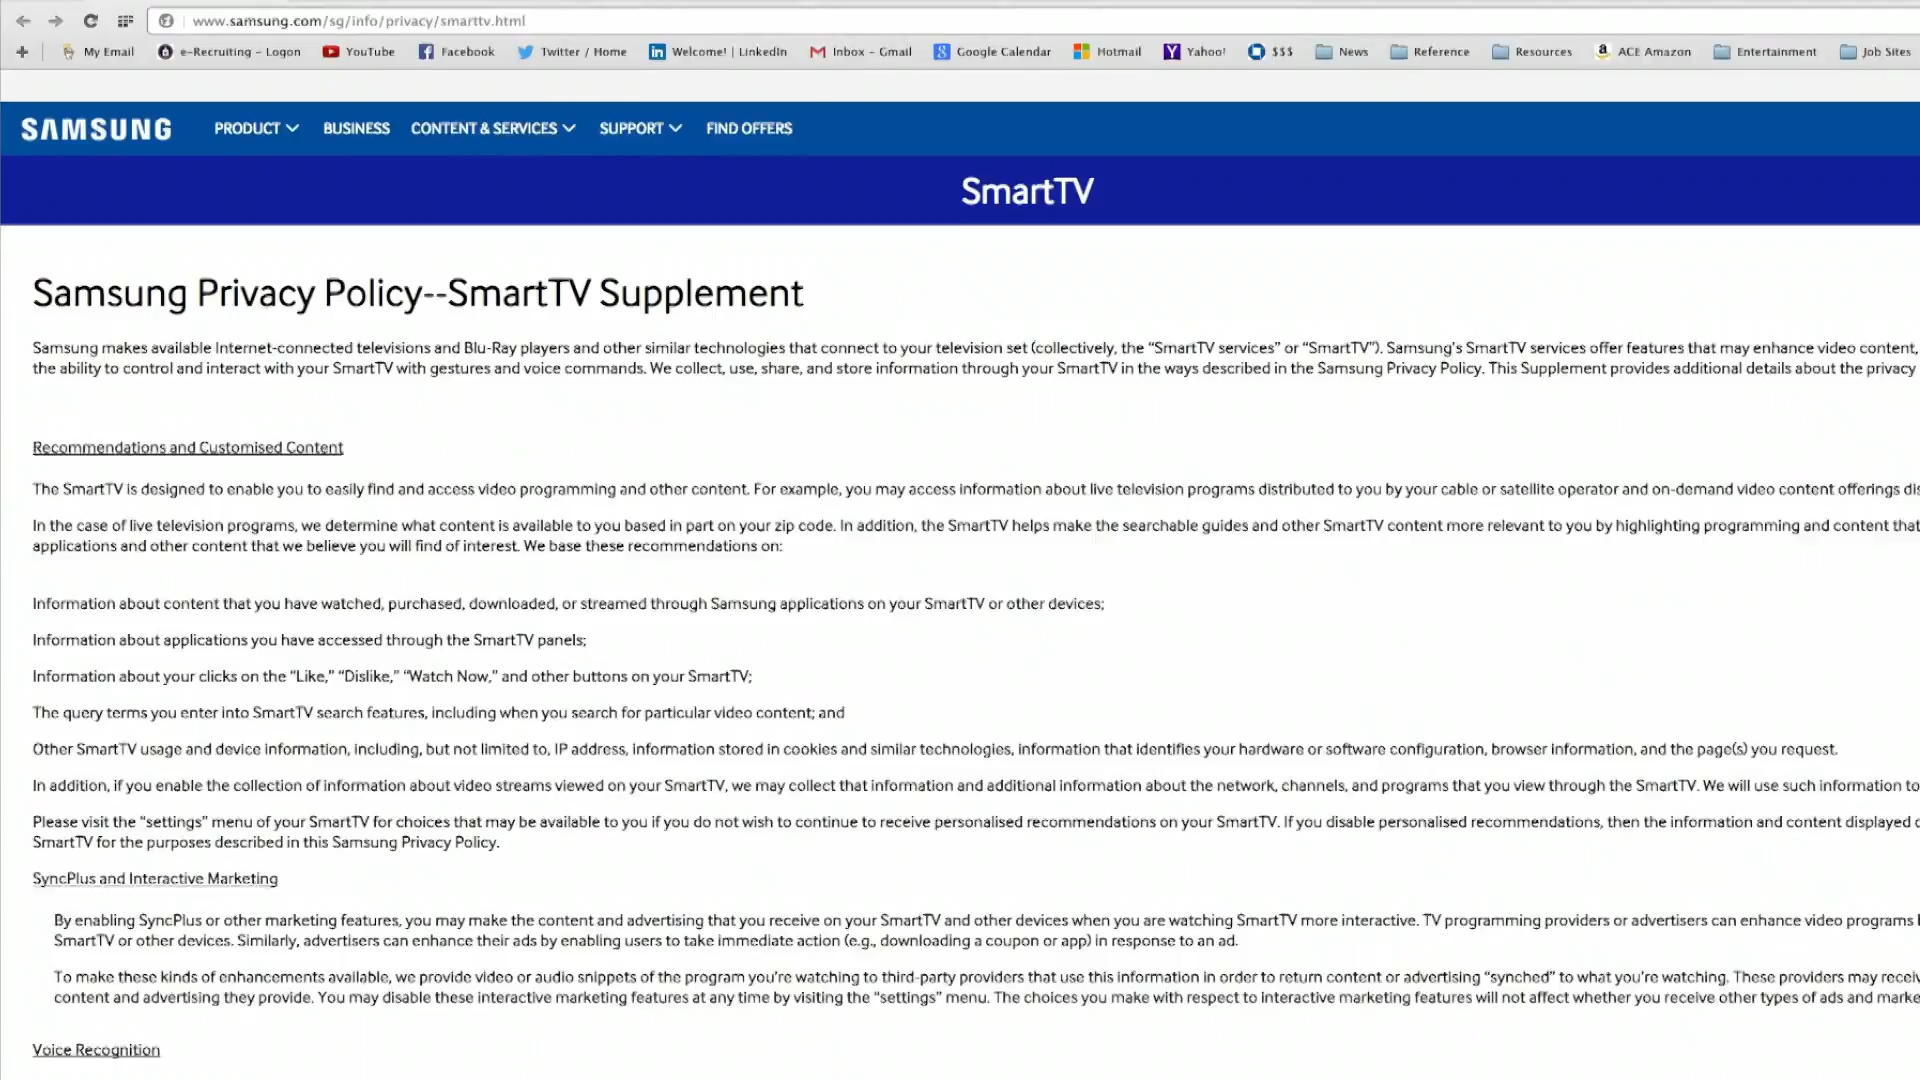 www.samsung.com/sg/info/privacy/smarttv.html
My Email e-Recruiting - Logon YouTube Facebook Twitter / Home Welcome! | LinkedIn Inbox - Gmail Google Calendar Hotmail Yahoo! $$$ News Reference Resources ACE Amazon Entertainment Job Sites
SAMSUNG PRODUCT BUSINESS CONTENT & SERVICES SUPPORT FIND OFFERS
SmartTV
Samsung Privacy Policy--SmartTV Supplement
Samsung makes available Internet-connected televisions and Blu-Ray players and other similar technologies that connect to your television set (collectively, the “SmartTV services” or “SmartTV”). Samsung's SmartTV services offer features that may enhance video content,
the ability to control and interact with your SmartTV with gestures and voice commands. We collect, use, share, and store information through your SmartTV in the ways described in the Samsung Privacy Policy. This Supplement provides additional details about the privacy
Recommendations and Customised Content
The SmartTV is designed to enable you to easily find and access video programming and other content. For example, you may access information about live television programs distributed to you by your cable or satellite operator and on-demand video content offerings
In the case of live television programs, we determine what content is available to you based in part on your zip code. In addition, the SmartTV helps make the searchable guides and other SmartTV content more relevant to you by highlighting programming and content that
applications and other content that we believe you will find of interest. We base these recommendations on:
Information about content that you have watched, purchased, downloaded, or streamed through Samsung applications on your SmartTV or other devices;
Information about applications you have accessed through the SmartTV panels;
Information about your clicks on the “Like,” “Dislike,” “Watch Now,” and other buttons on your SmartTV;
The query terms you enter into SmartTV search features, including when you search for particular video content; and
Other SmartTV usage and device information, including, but not limited to, IP address, information stored in cookies and similar technologies, information that identifies your hardware or software configuration, browser information, and the page(s) you request.
In addition, if you enable the collection of information about video streams viewed on your SmartTV, we may collect that information and additional information about the network, channels, and programs that you view through the SmartTV. We will use such information to
Please visit the “settings” menu of your SmartTV for choices that may be available to you if you do not wish to continue to receive personalised recommendations on your SmartTV. If you disable personalised recommendations, then the information and content displayed
SmartTV for the purposes described in this Samsung Privacy Policy.
SyncPlus and Interactive Marketing
By enabling SyncPlus or other marketing features, you may make the content and advertising that you receive on your SmartTV and other devices when you are watching SmartTV more interactive. TV programming providers or advertisers can enhance video programs
SmartTV or other devices. Similarly, advertisers can enhance their ads by enabling users to take immediate action (e.g., downloading a coupon or app) in response to an ad.
To make these kinds of enhancements available, we provide video or audio snippets of the program you're watching to third-party providers that use this information in order to return content or advertising “synched” to what you're watching. These providers may
content and advertising they provide. You may disable these interactive marketing features at any time by visiting the “settings” menu. The choices you make with respect to interactive marketing features will not affect whether you receive other types of ads and
Voice Recognition